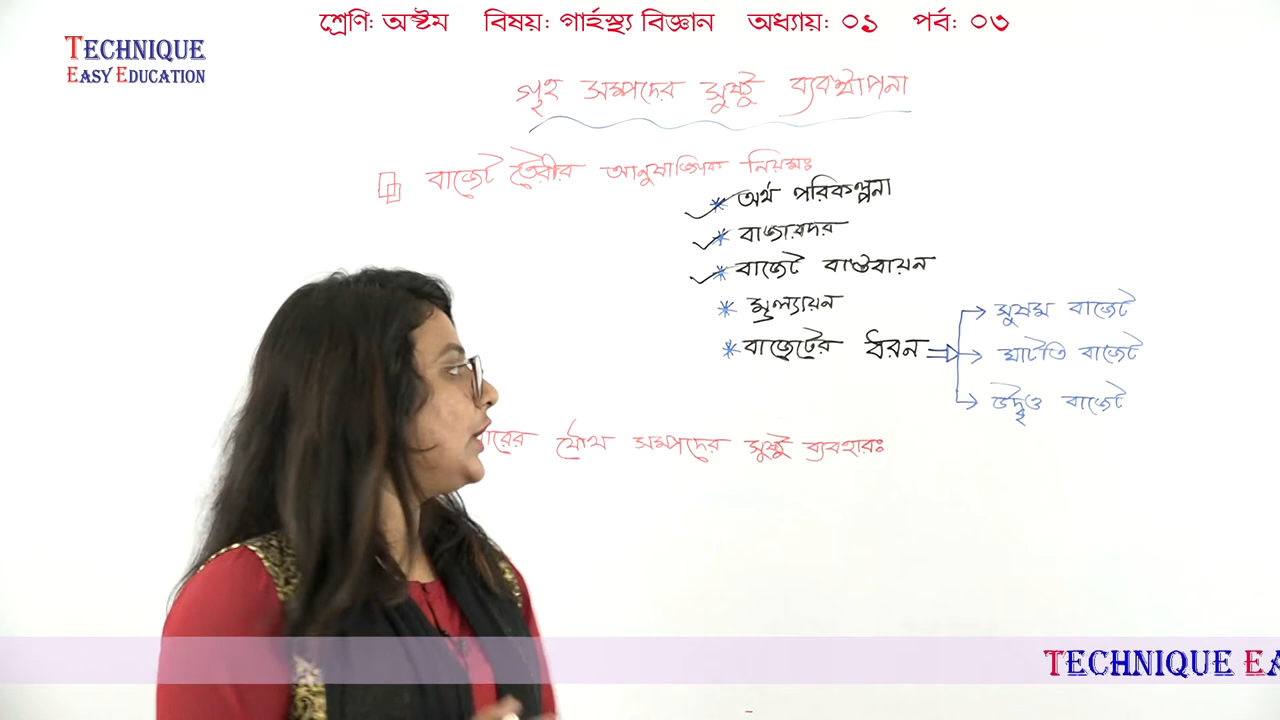 শ্রেণি: অষ্টম বিষয়: গার্হস্থ্য বিজ্ঞান অধ্যায়: ০১ পর্ব: ০৩
TECHNIQUE
EASY EDUCATION
গৃহ সম্পদের সুষ্ঠু ব্যবস্থাপনা
বাজেট তৈরীর আনুষাঙ্গিক নিয়মঃ
অর্থ পরিকল্পনা
বাজারদর
বাজেট বাস্তবায়ন
মূল্যায়ন
বাজেটের ধরন
সুষম বাজেট
ঘাটতি বাজেট
উদ্বৃত্ত বাজেট
যৌথ সম্পদের সুষ্ঠু ব্যবহারঃ
TECHNIQUE EA